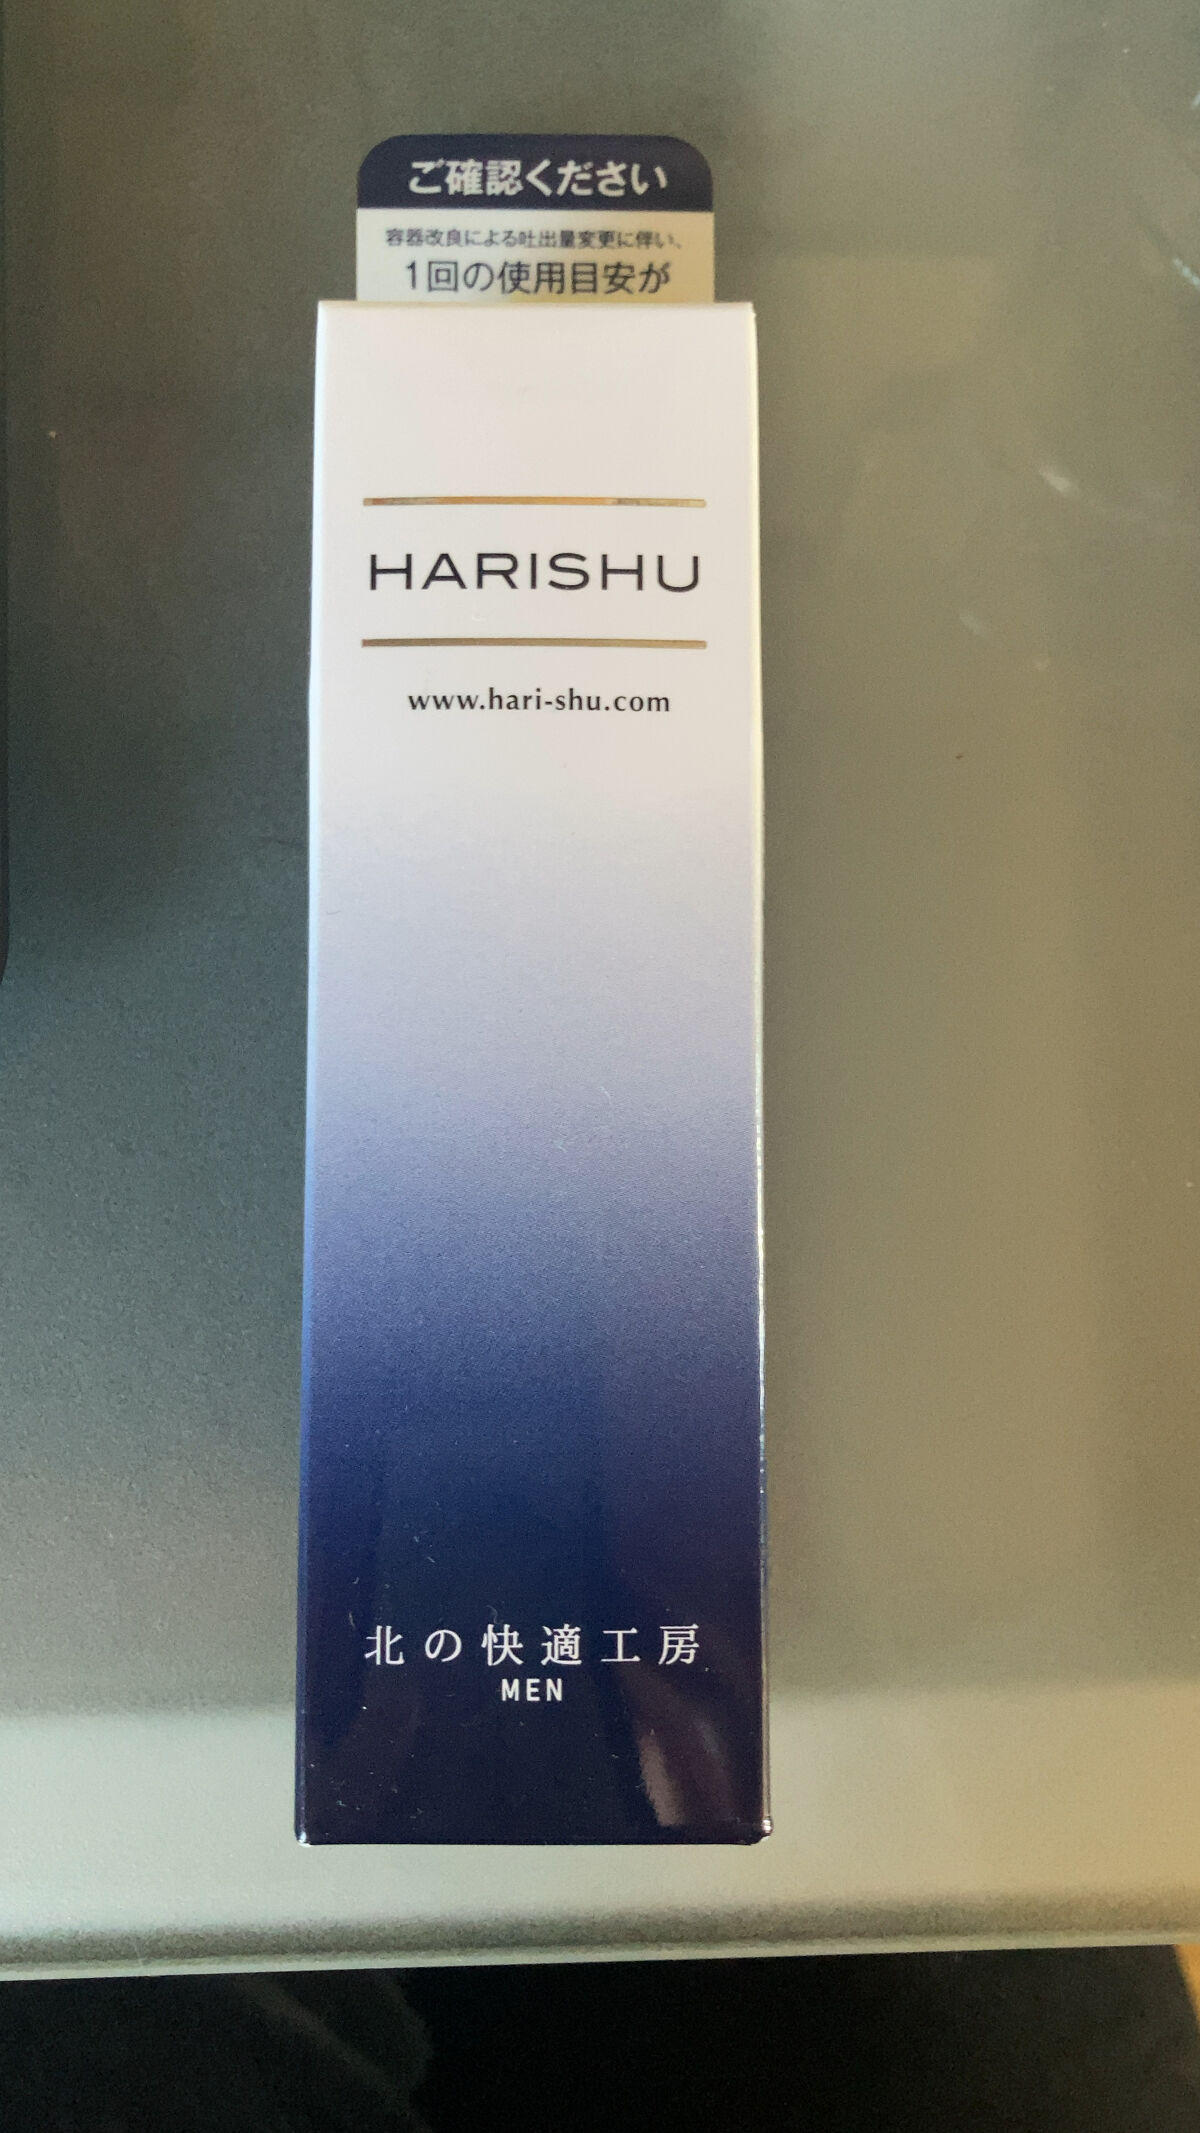 ご確認ください
容器改良による吐出量変更に伴い、
1回の使用目安が
HARISHU
www.hari-shu.com
北の快適工房
MEN